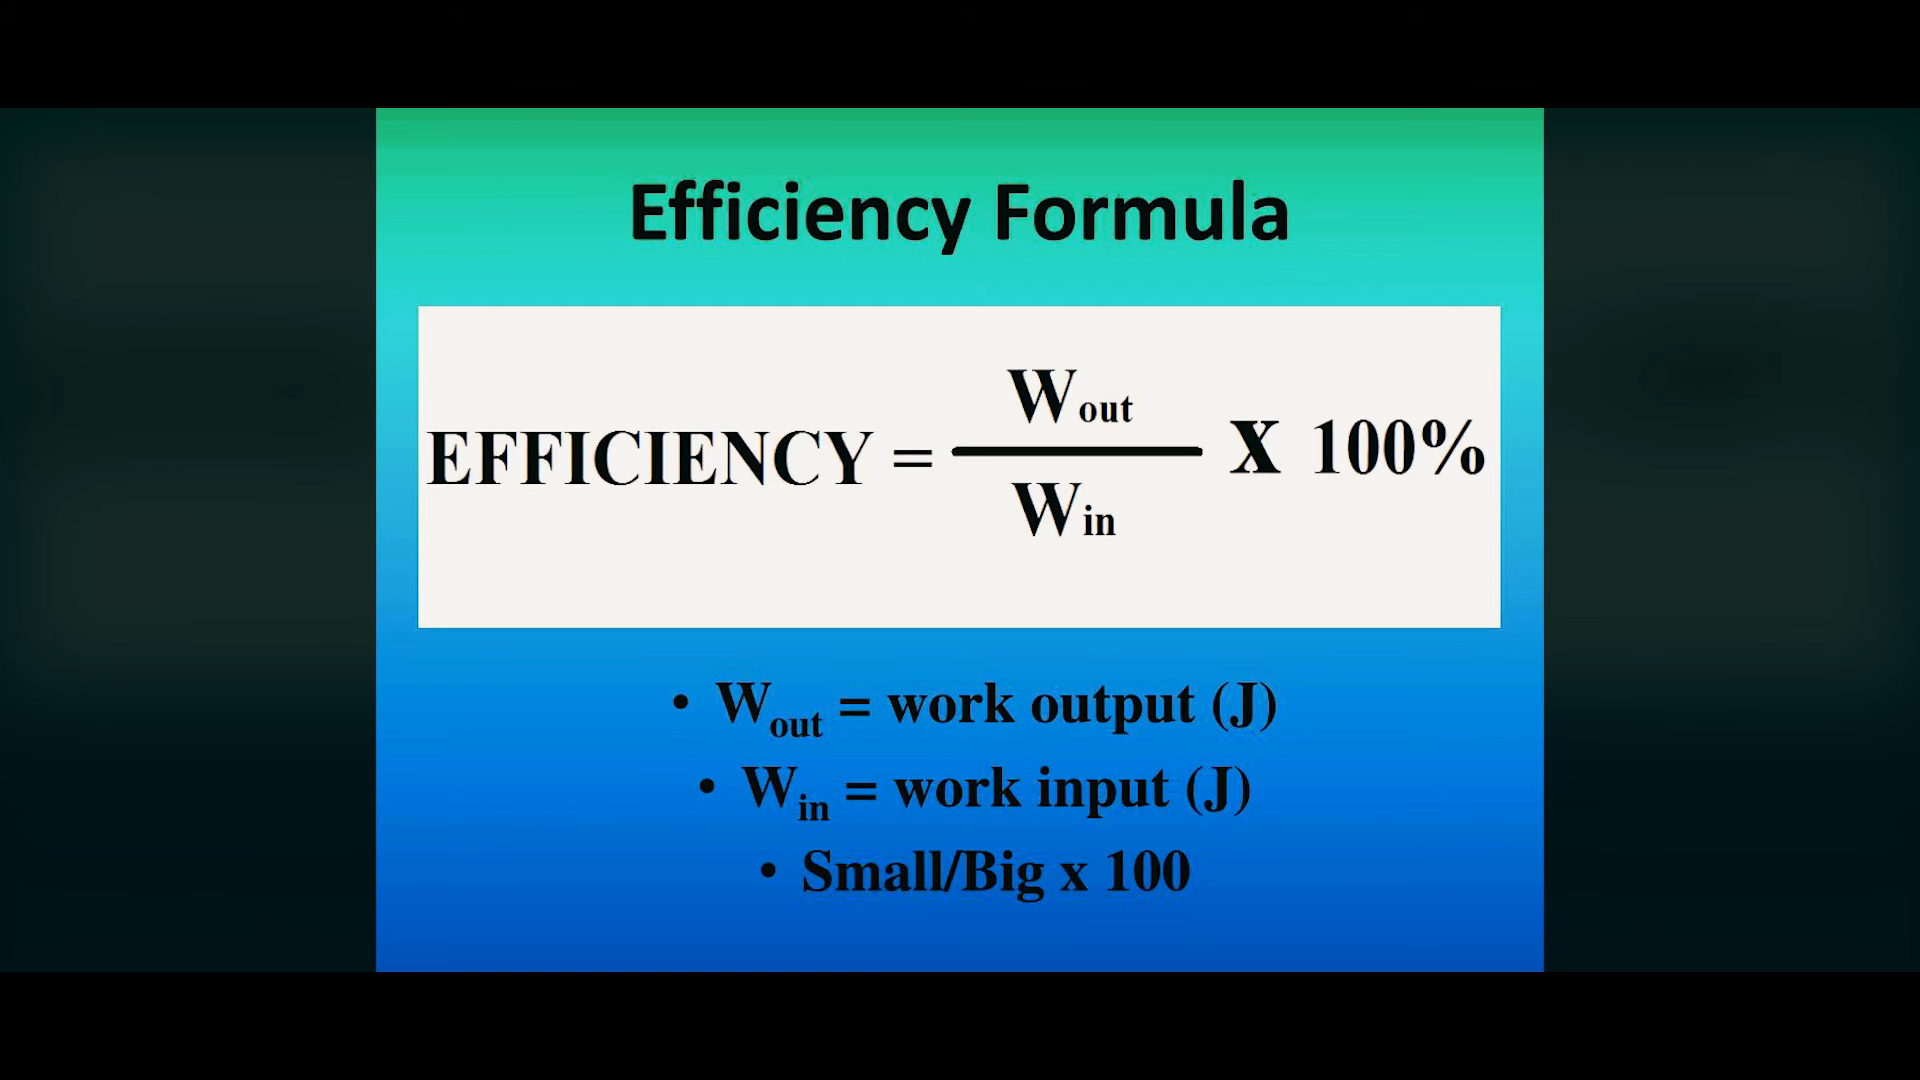 Efficiency Formula
EFFICIENCY = Wout / Win X 100%
• Wout = work output (J)
• Win = work input (J)
• Small/Big x 100